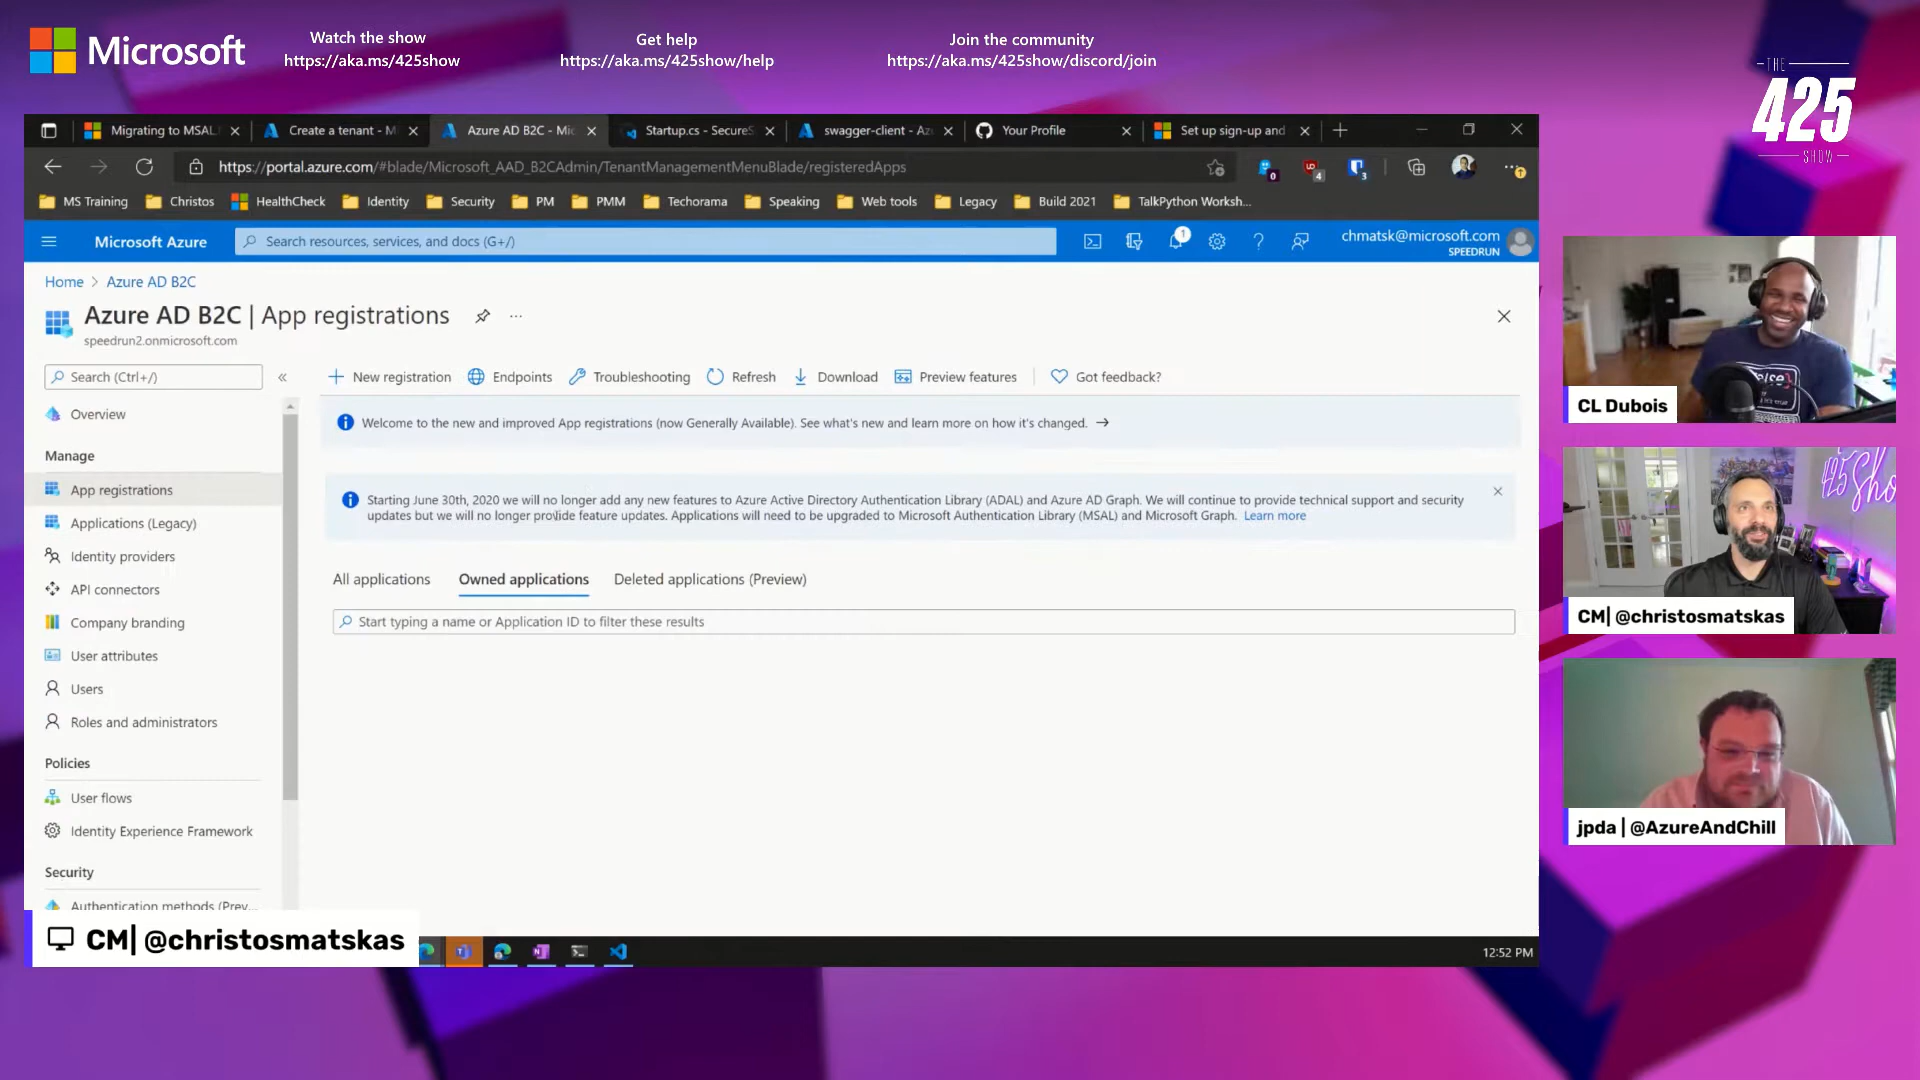 Microsoft
Watch the show
https://aka.ms/425show
Get help
https://aka.ms/425show/help
Join the community
https://aka.ms/425show/discord/join
THE
425
SHOW
Migrating to MSAL
Create a tenant - M
Azure AD B2C - Mic
Startup.cs - SecureS
swagger-client - Az
Your Profile
Set up sign-up and
https://portal.azure.com/#blade/Microsoft_AAD_B2CAdmin/TenantManagementMenuBlade/registeredApps
0
4
3
MS Training
Christos
HealthCheck
Identity
Security
PM
PMM
Techorama
Speaking
Web tools
Legacy
Build 2021
TalkPython Worksh...
Microsoft Azure
Search resources, services, and docs (G+/)
1
chmatsk@microsoft.com
SPEEDRUN
Home > Azure AD B2C
Azure AD B2C | App registrations
speedrun2.onmicrosoft.com
Search (Ctrl+/)
New registration
Endpoints
Troubleshooting
Refresh
Download
Preview features
Got feedback?
Overview
Manage
App registrations
Applications (Legacy)
Identity providers
API connectors
Company branding
User attributes
Users
Roles and administrators
Policies
User flows
Identity Experience Framework
Security
Authentication methods (Prev...
Welcome to the new and improved App registrations (now Generally Available). See what's new and learn more on how it's changed. →
Starting June 30th, 2020 we will no longer add any new features to Azure Active Directory Authentication Library (ADAL) and Azure AD Graph. We will continue to provide technical support and security
updates but we will no longer provide feature updates. Applications will need to be upgraded to Microsoft Authentication Library (MSAL) and Microsoft Graph. Learn more
All applications
Owned applications
Deleted applications (Preview)
Start typing a name or Application ID to filter these results
CL Dubois
425Sho
CM| @christosmatskas
jpda | @AzureAndChill
CM| @christosmatskas
12:52 PM